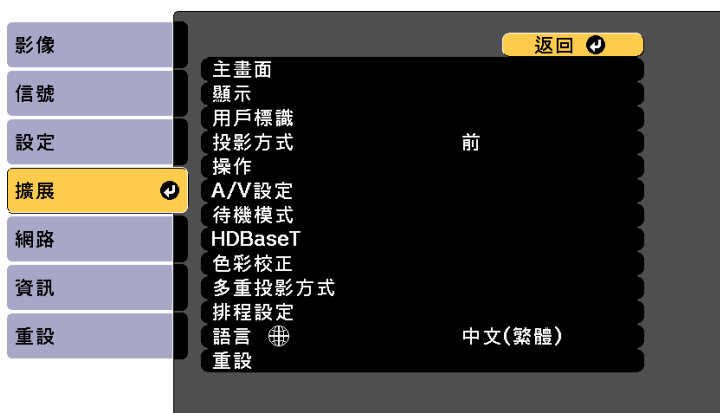 影像
信號
設定
擴展
網路
資訊
重設
返回
主畫面
顯示
用戶標識
投影方式 前
操作
A/V設定
待機模式
HDBaseT
色彩校正
多重投影方式
排程設定
語言 中文(繁體)
重設